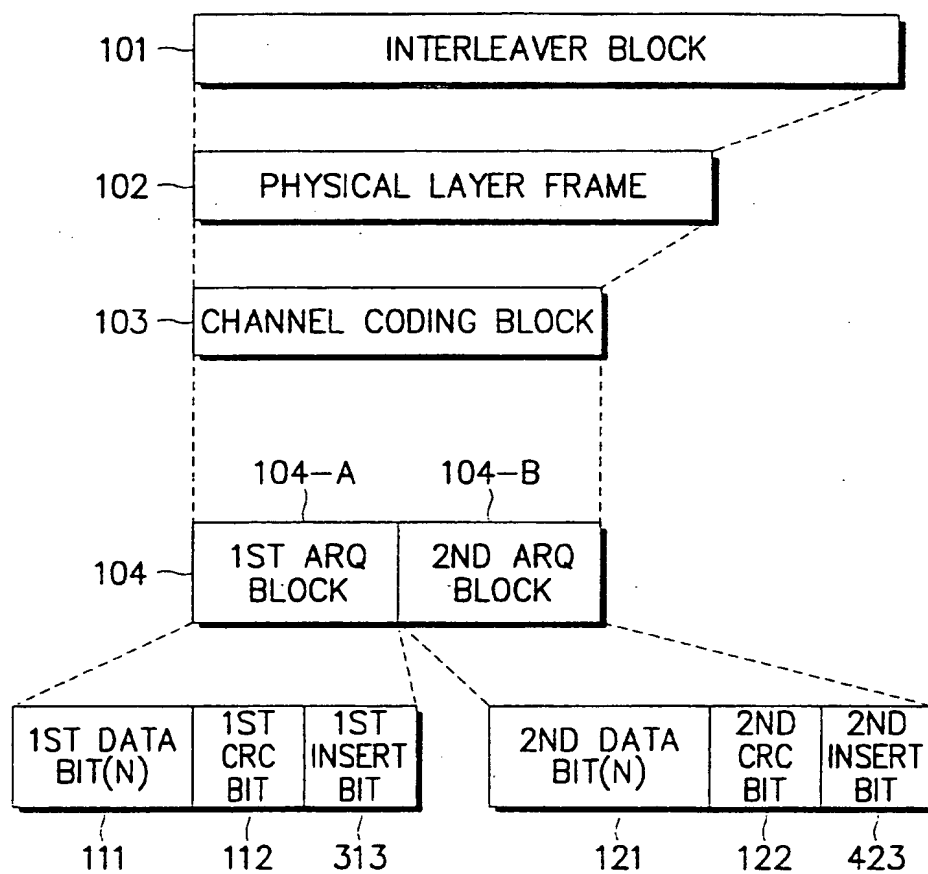 101
INTERLEAVER BLOCK
102
PHYSICAL LAYER FRAME
103
CHANNEL CODING BLOCK
104-A
104-B
104
1ST ARQ
BLOCK
2ND ARQ
BLOCK
1ST DATA
BIT(N)
1ST
CRC
BIT
1ST
INSERT
BIT
2ND DATA
BIT(N)
2ND
CRC
BIT
2ND
INSERT
BIT
111
112
313
121
122
423